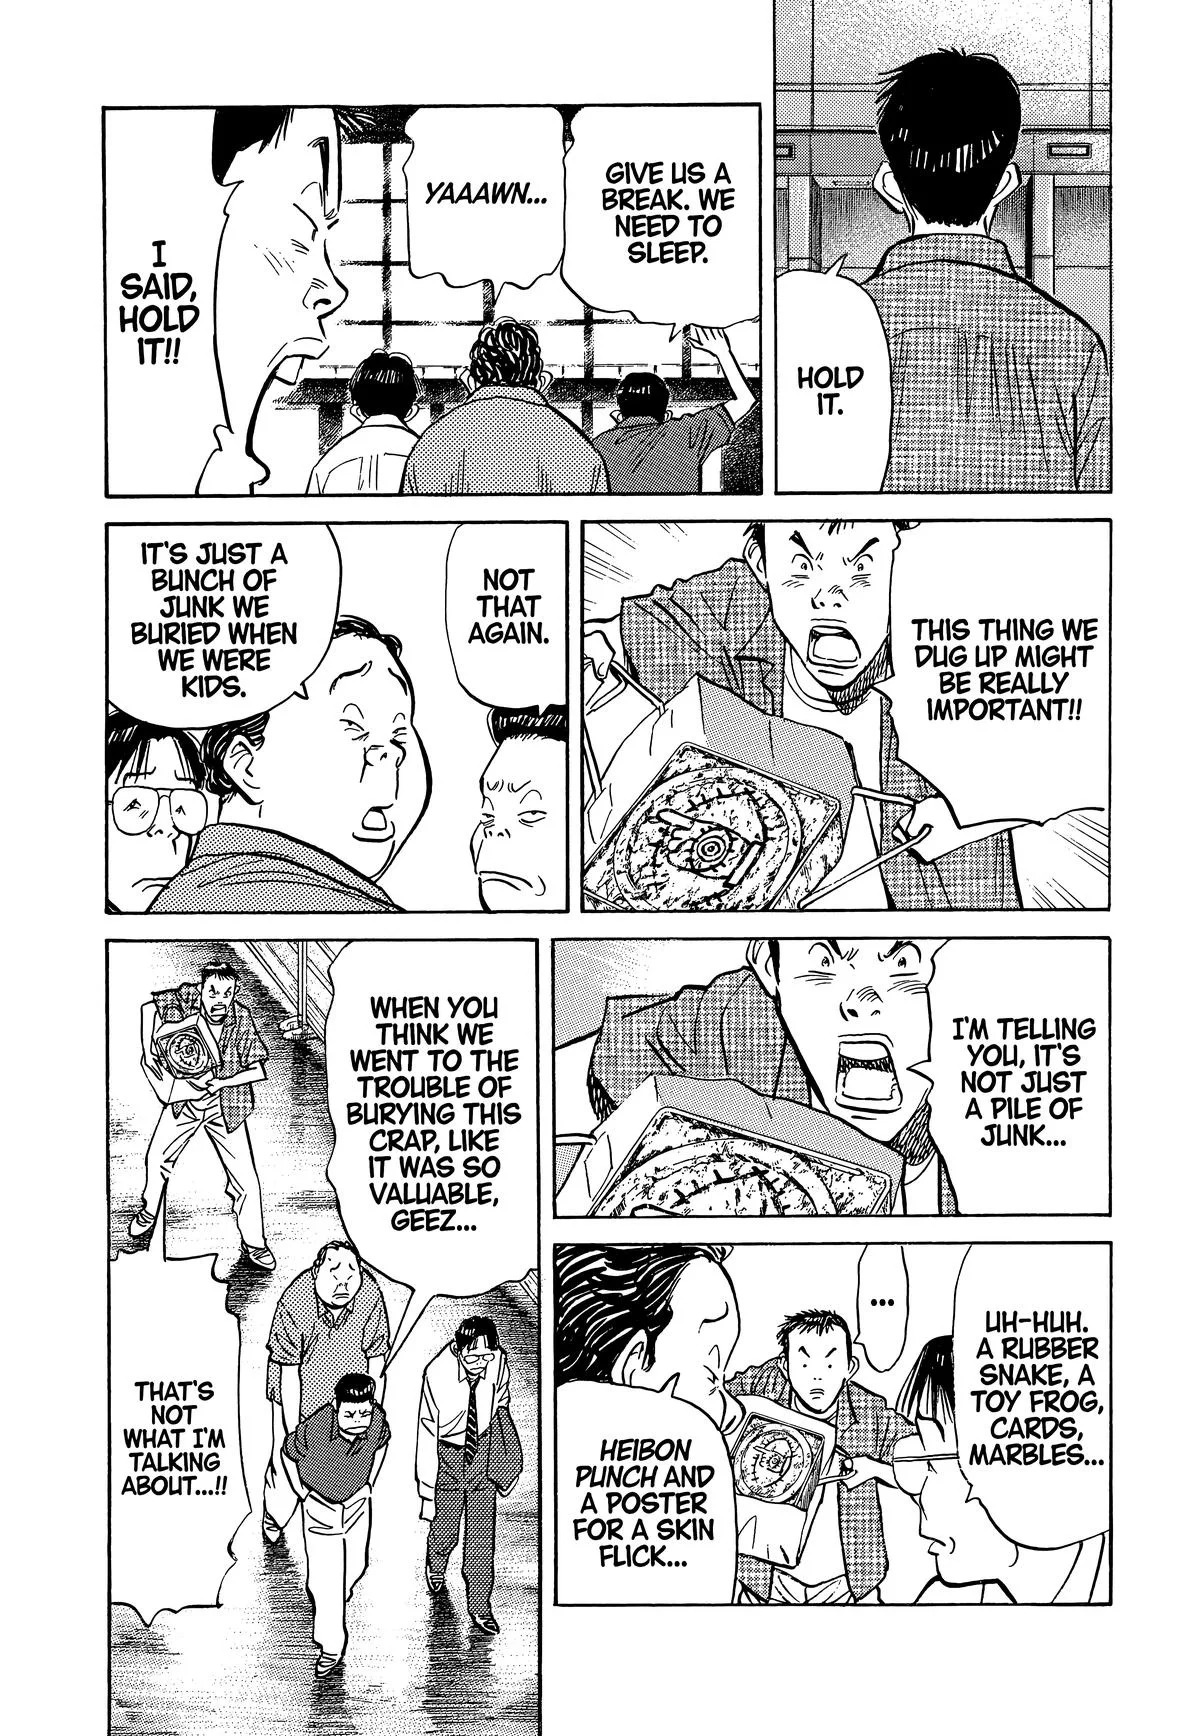 HOLD
IT.
GIVE US A
BREAK. WE
NEED TO
SLEEP.
YAAAWN...
I
SAID,
HOLD
IT!!
THIS THING WE
DUG UP MIGHT
BE REALLY
IMPORTANT!!
NOT
THAT
AGAIN.
IT'S JUST A
BUNCH OF
JUNK WE
BURIED WHEN
WE WERE
KIDS.
I'M TELLING
YOU, IT'S
NOT JUST
A PILE OF
JUNK...
UH-HUH.
A RUBBER
SNAKE, A
TOY FROG,
CARDS,
MARBLES...
...
HEIBON
PUNCH AND
A POSTER
FOR A SKIN
FLICK...
WHEN YOU
THINK WE
WENT TO THE
TROUBLE OF
BURYING THIS
CRAP, LIKE
IT WAS SO
VALUABLE,
GEEZ...
THAT'S
NOT
WHAT I'M
TALKING
ABOUT...!!